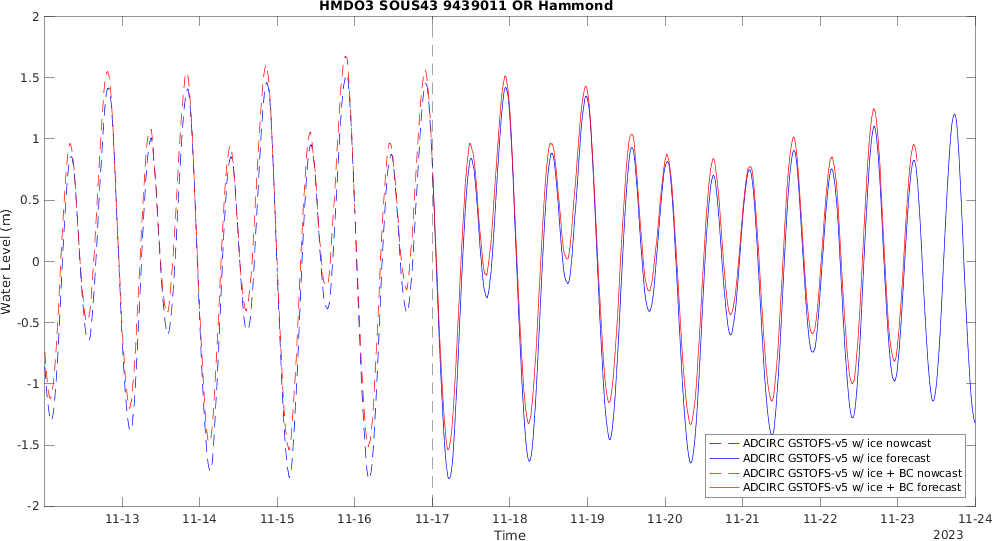 HMDO3 SOUS43 9439011 OR Hammond
2
1.5
1
0.5
0
-0.5
-1
-1.5
-2
Water Level (m)
11-13 11-14 11-15 11-16 11-17 11-18 11-19 11-20 11-21 11-22 11-23 11-24
Time
2023
ADCIRC GSTOFS-v5 w/ ice nowcast
ADCIRC GSTOFS-v5 w/ ice forecast
ADCIRC GSTOFS-v5 w/ ice + BC nowcast
ADCIRC GSTOFS-v5 w/ ice + BC forecast